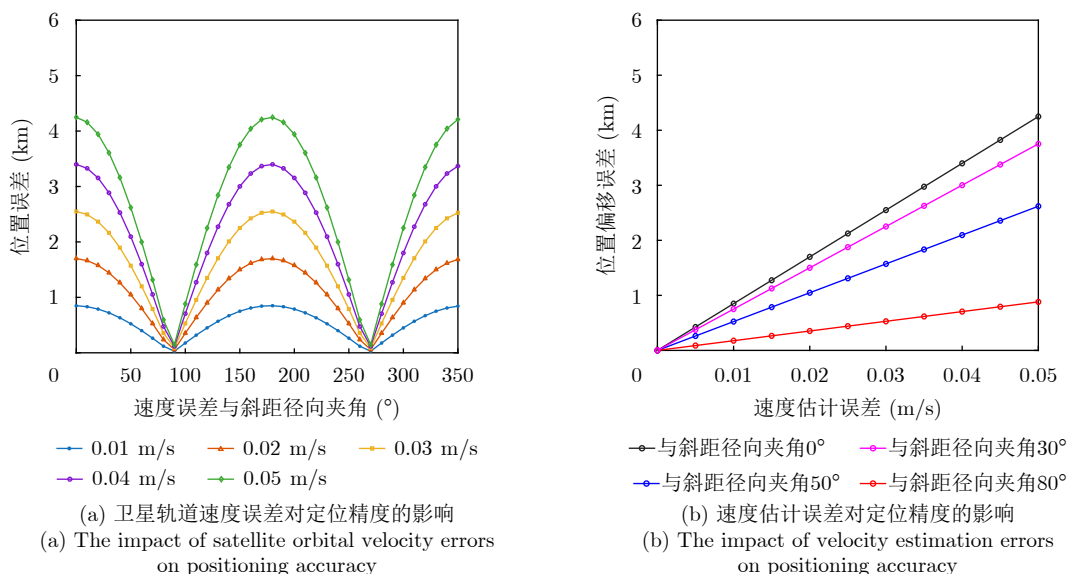 6
5
4
3
2
1
0
50
100
150
200
250
300
350
位置误差 (km)
速度误差与斜距径向夹角 (°)
0.01 m/s
0.02 m/s
0.03 m/s
0.04 m/s
0.05 m/s
(a) 卫星轨道速度误差对定位精度的影响
(a) The impact of satellite orbital velocity errors
on positioning accuracy
6
5
4
3
2
1
0
0.01
0.02
0.03
0.04
0.05
位置偏移误差 (km)
速度估计误差 (m/s)
与斜距径向夹角0°
与斜距径向夹角30°
与斜距径向夹角50°
与斜距径向夹角80°
(b) 速度估计误差对定位精度的影响
(b) The impact of velocity estimation errors
on positioning accuracy